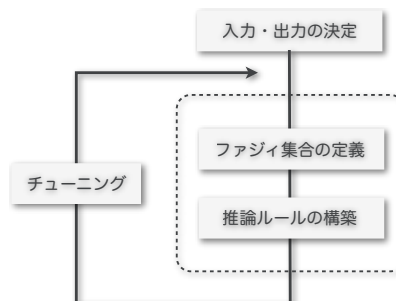 入力・出力の決定
ファジィ集合の定義
チューニング
推論ルールの構築